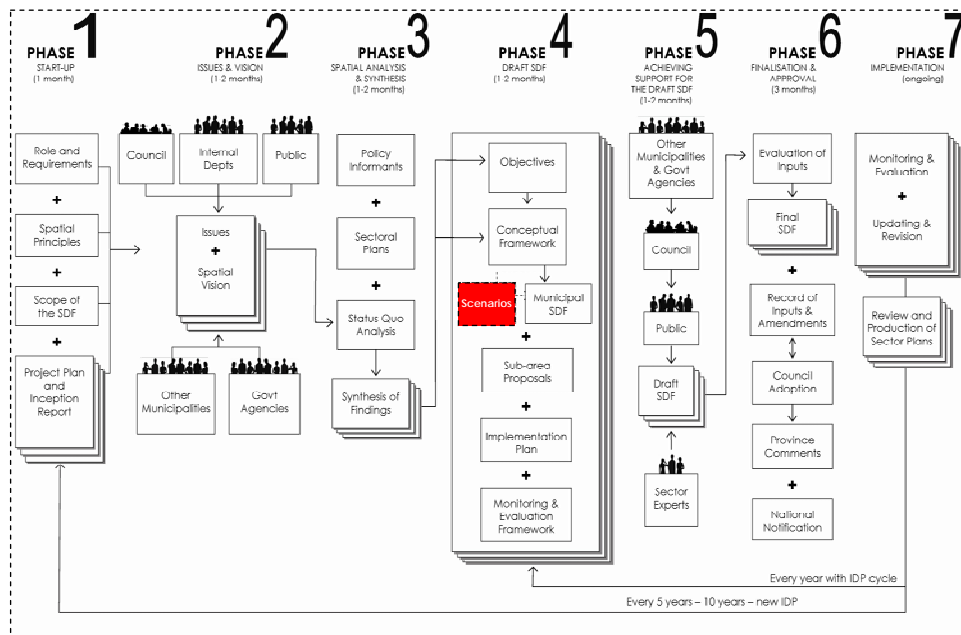 PHASE 1
START-UP
(1 month)
PHASE 2
ISSUES & VISION
(1-2 months)
PHASE 3
SPATIAL ANALYSIS
& SYNTHESIS
(1-2 months)
PHASE 4
DRAFT SDF
(1-2 months)
PHASE 5
ACHIEVING
SUPPORT FOR
THE DRAFT SDF
(1-2 months)
PHASE 6
FINALISATION &
APPROVAL
(3 months)
PHASE 7
IMPLEMENTATION
(ongoing)
Role and
Requirements
+
Spatial
Principles
+
Scope of
the SDF
+
Project Plan
and
Inception
Report
Council
Internal
Depts
Public
Issues
+
Spatial
Vision
Other
Municipalities
Govt
Agencies
Policy
Informants
+
Sectoral
Plans
+
Status Quo
Analysis
Synthesis of
Findings
Objectives
Conceptual
Framework
Scenarios
Municipal
SDF
+
Sub-area
Proposals
+
Implementation
Plan
+
Monitoring &
Evaluation
Framework
Other
Municipalities
& Govt
Agencies
Council
Public
Draft
SDF
Sector
Experts
Evaluation of
Inputs
Final
SDF
+
Record of
Inputs &
Amendments
Council
Adoption
Province
Comments
+
National
Notification
Monitoring &
Evaluation
+
Updating &
Revision
Review and
Production of
Sector Plans
Every year with IDP cycle
Every 5 years – 10 years – new IDP